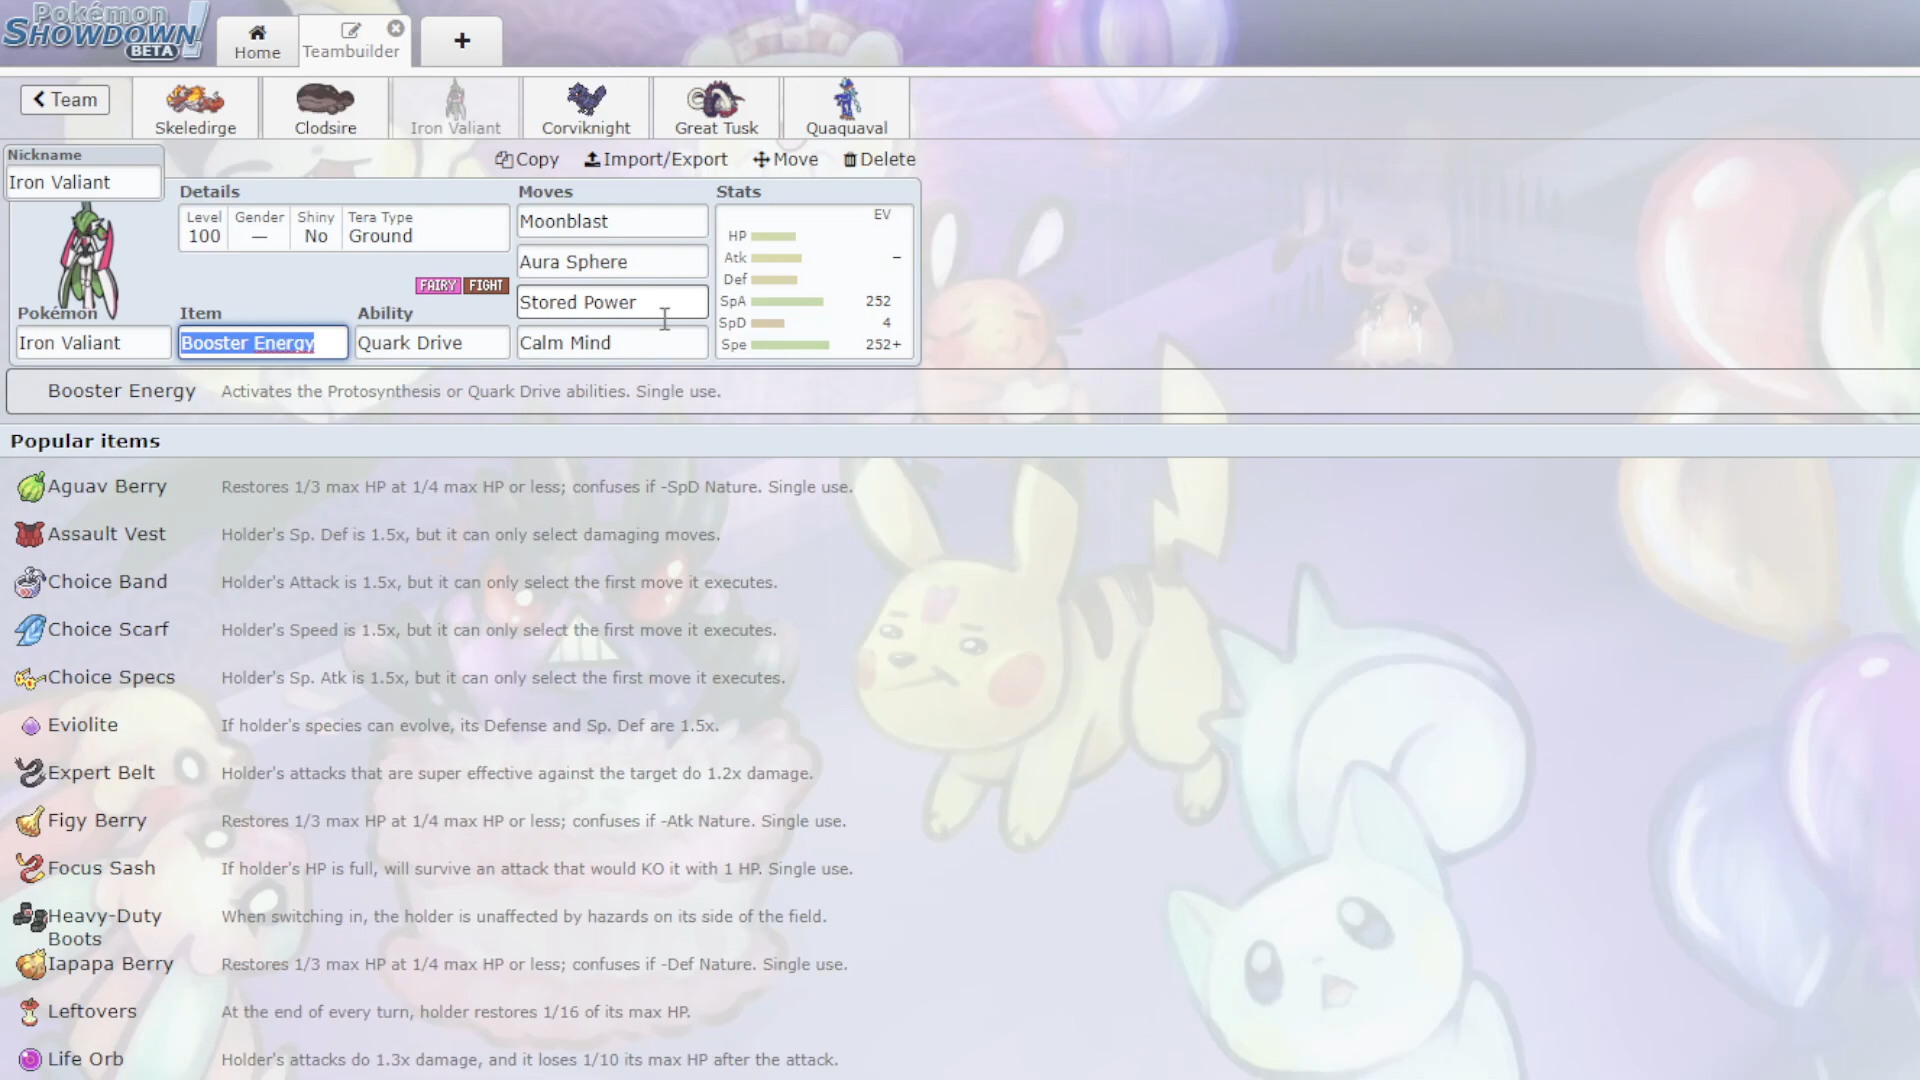 Pokémon
SHOWDOWN!
BETA
Home
Teambuilder
+
Team
Skeledirge
Clodsire
Iron Valiant
Corviknight
Great Tusk
Quaquaval
Nickname
Iron Valiant
Copy
Import/Export
Move
Delete
Details
Moves
Stats
Level
Gender
Shiny
Tera Type
100
—
No
Ground
Moonblast
Aura Sphere
Stored Power
Calm Mind
EV
HP
Atk –
Def
SpA 252
SpD 4
Spe 252+
FAIRY FIGHT
Pokémon
Item
Ability
Iron Valiant
Booster Energy
Quark Drive
Booster Energy Activates the Protosynthesis or Quark Drive abilities. Single use.
Popular items
Aguav Berry Restores 1/3 max HP at 1/4 max HP or less; confuses if -SpD Nature. Single use.
Assault Vest Holder's Sp. Def is 1.5x, but it can only select damaging moves.
Choice Band Holder's Attack is 1.5x, but it can only select the first move it executes.
Choice Scarf Holder's Speed is 1.5x, but it can only select the first move it executes.
Choice Specs Holder's Sp. Atk is 1.5x, but it can only select the first move it executes.
Eviolite If holder's species can evolve, its Defense and Sp. Def are 1.5x.
Expert Belt Holder's attacks that are super effective against the target do 1.2x damage.
Figy Berry Restores 1/3 max HP at 1/4 max HP or less; confuses if -Atk Nature. Single use.
Focus Sash If holder's HP is full, will survive an attack that would KO it with 1 HP. Single use.
Heavy-Duty Boots When switching in, the holder is unaffected by hazards on its side of the field.
Iapapa Berry Restores 1/3 max HP at 1/4 max HP or less; confuses if -Def Nature. Single use.
Leftovers At the end of every turn, holder restores 1/16 of its max HP.
Life Orb Holder's attacks do 1.3x damage, and it loses 1/10 its max HP after the attack.